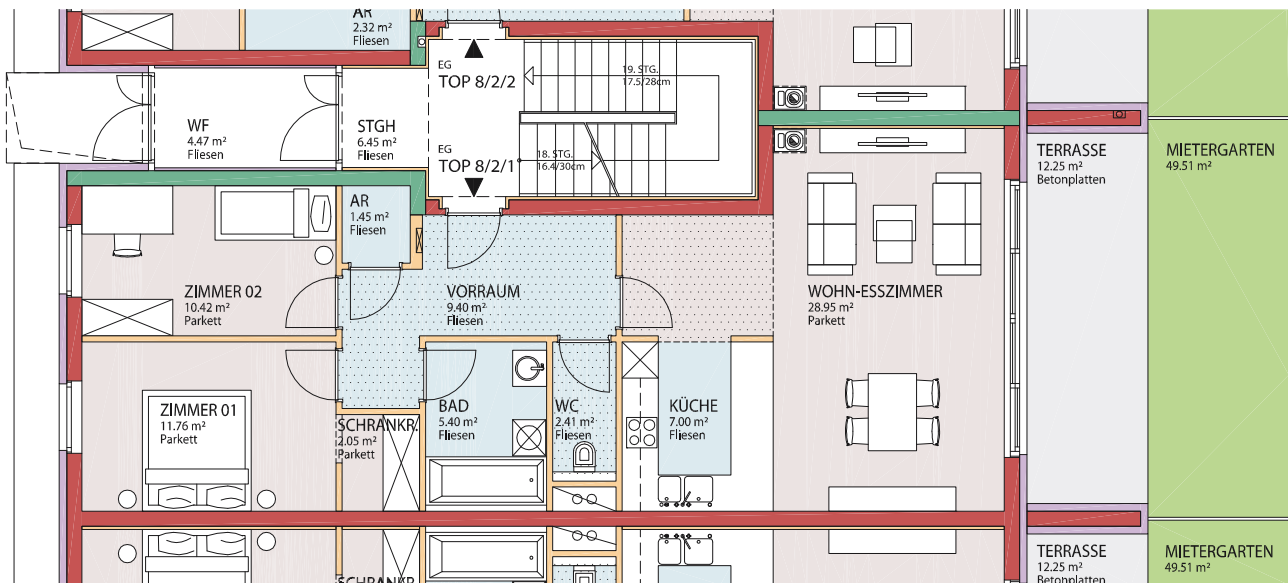 AR
2.32 m²
Fliesen
EG
TOP 8/2/2
19. STG.
17.5/28cm
WF
4.47 m²
Fliesen
STGH
6.45 m²
Fliesen
EG
TOP 8/2/1
18. STG.
16.4/30cm
TERRASSE
12.25 m²
Betonplatten
MIETERGARTEN
49.51 m²
AR
1.45 m²
Fliesen
ZIMMER 02
10.42 m²
Parkett
VORRAUM
9.40 m²
Fliesen
WOHN-ESSZIMMER
28.95 m²
Parkett
ZIMMER 01
11.76 m²
Parkett
SCHRANKR.
2.05 m²
Parkett
BAD
5.40 m²
Fliesen
WC
2.41 m²
Fliesen
KÜCHE
7.00 m²
Fliesen
TERRASSE
12.25 m²
Betonplatten
MIETERGARTEN
49.51 m²
SCHRANKR.